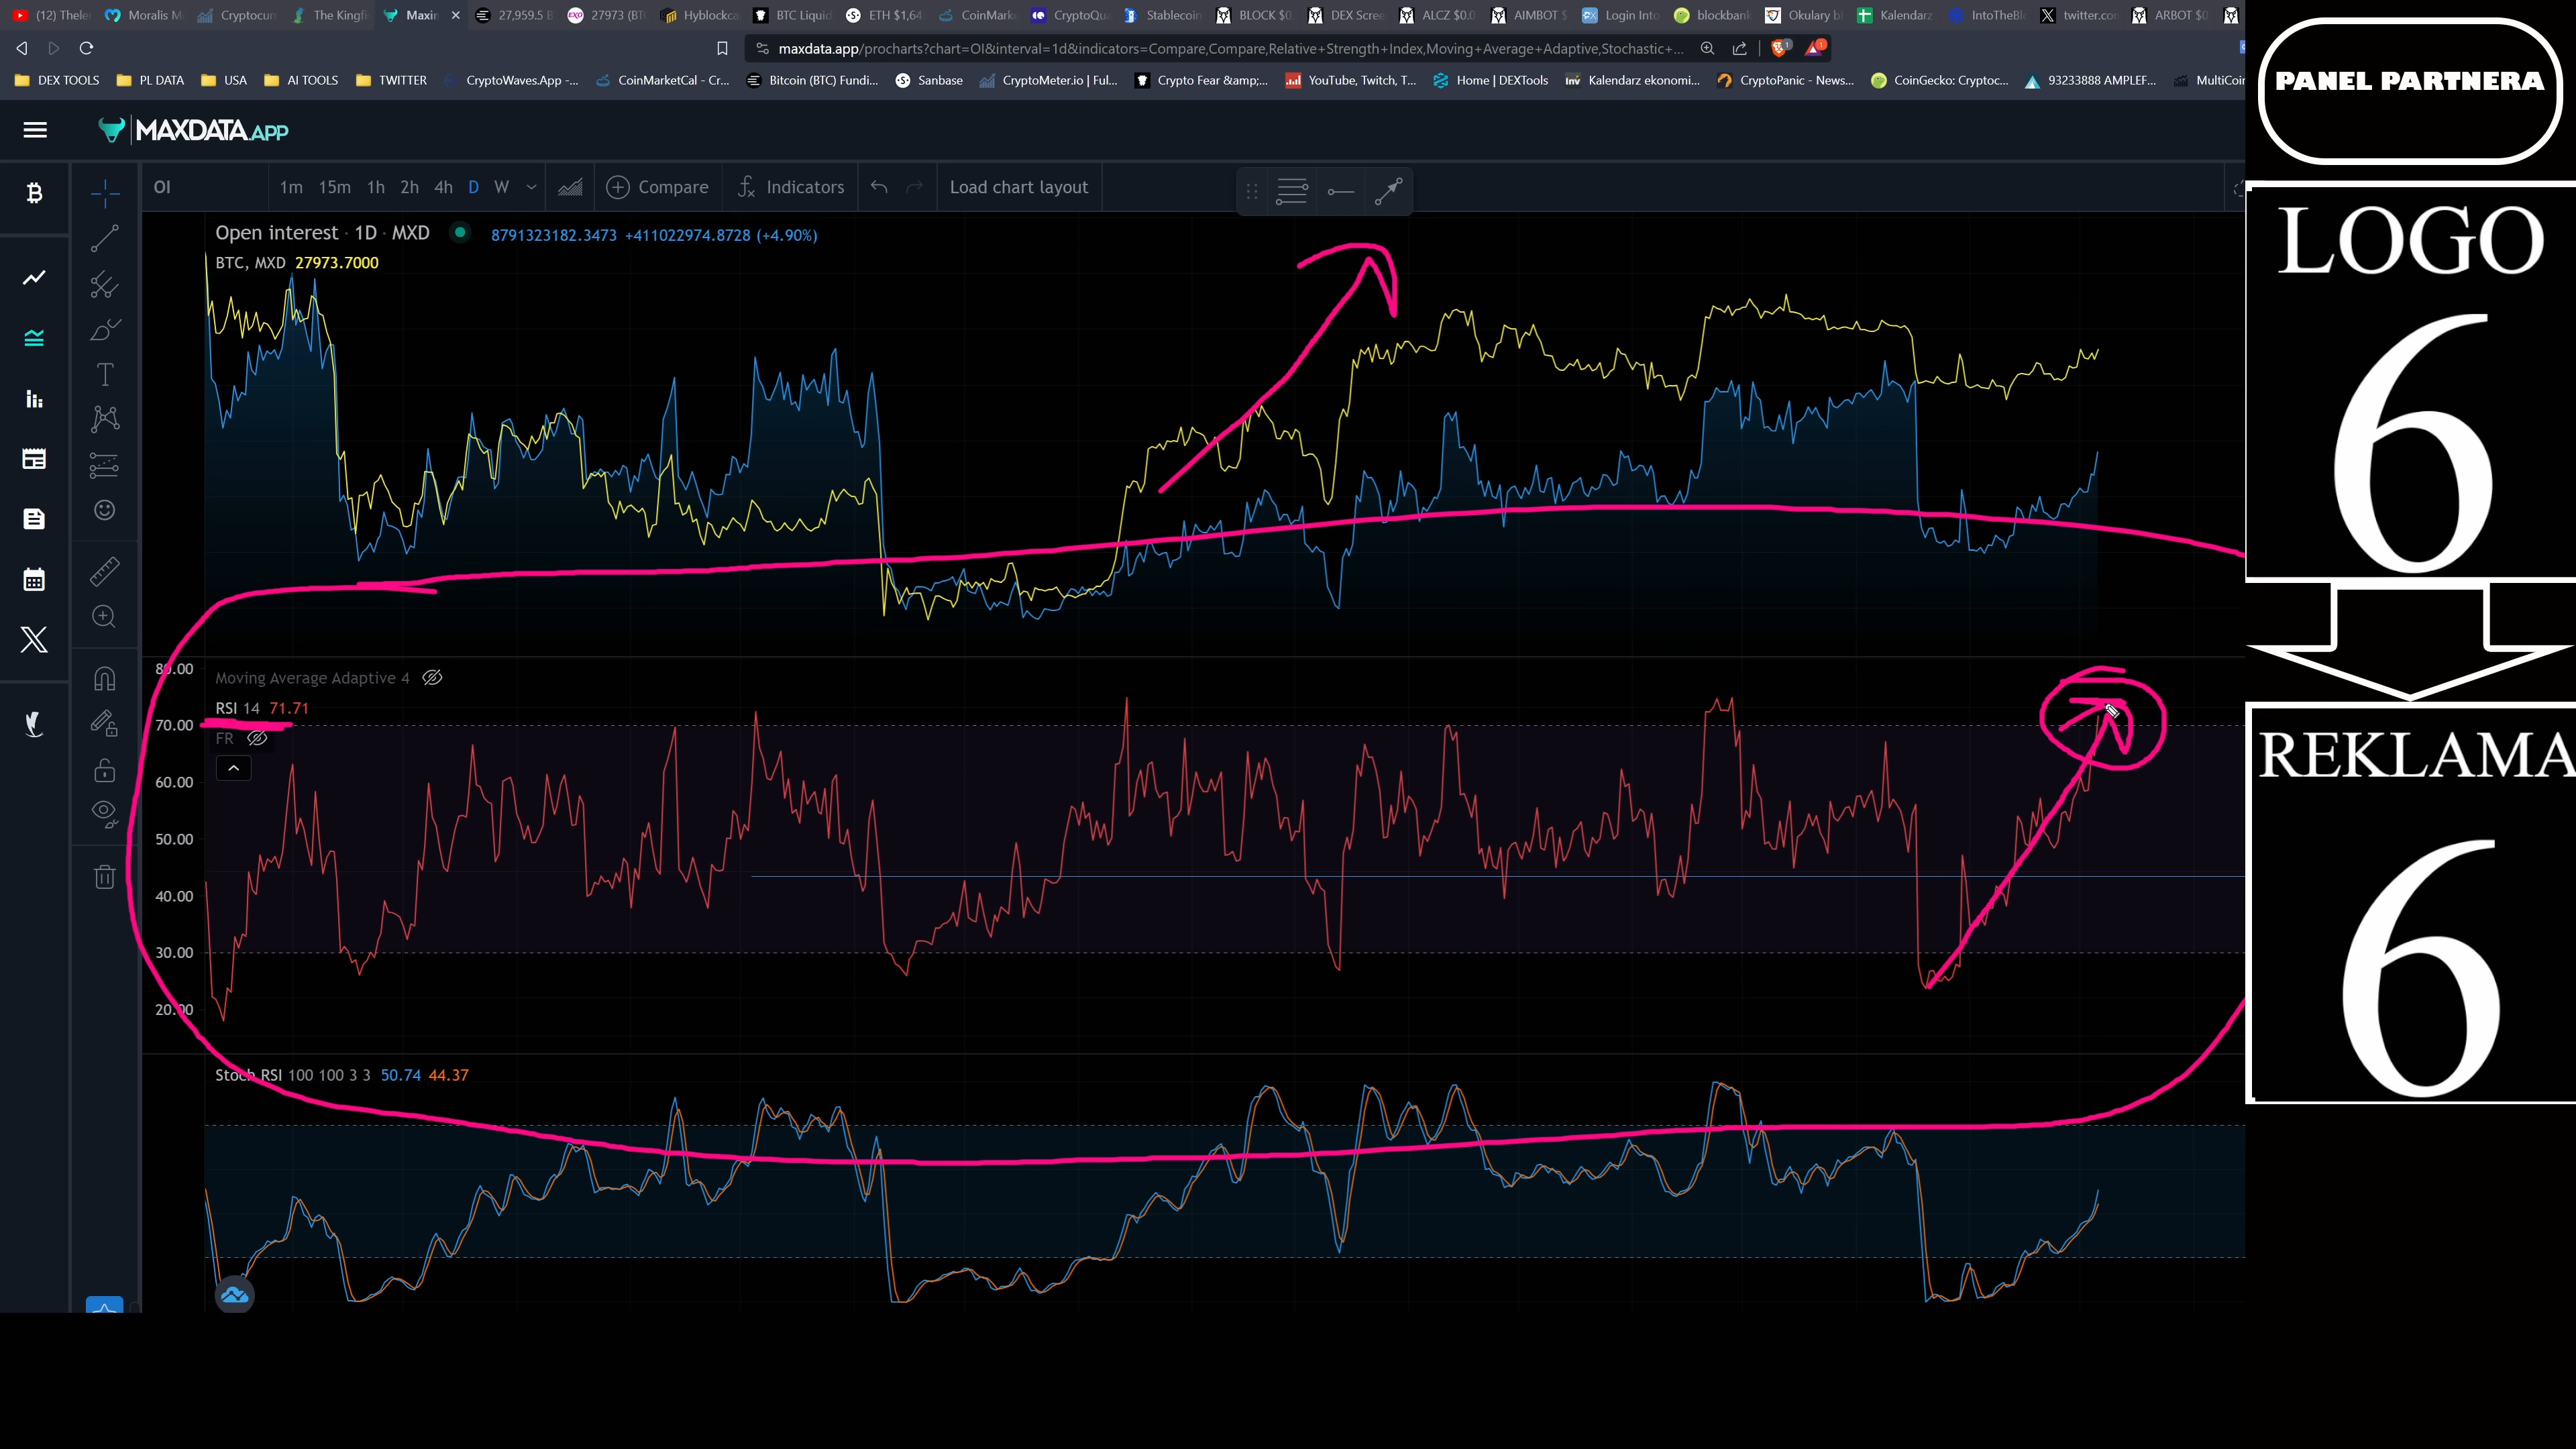 (12) Thele
Moralis M
Cryptocur
The Kingfi
Maxin
27,959.5 B
27973 (BT
Hyblockca
BTC Liquid
ETH $1,64
CoinMark
CryptoQua
Stablecoin
BLOCK $0
DEX Scree
ALCZ $0.0
AIMBOT $
Login Into
blockbank
Okulary bl
Kalendarz
IntoTheBl
twitter.com
ARBOT $0
maxdata.app/procharts?chart=OI&interval=1d&indicators=Compare,Compare,Relative+Strength+Index,Moving+Average+Adaptive,Stochastic+...
DEX TOOLS
PL DATA
USA
AI TOOLS
TWITTER
CryptoWaves.App -...
CoinMarketCal - Cr...
Bitcoin (BTC) Fundi...
Sanbase
CryptoMeter.io | Ful...
Crypto Fear &amp;...
YouTube, Twitch, T...
Home | DEXTools
Kalendarz ekonomi...
CryptoPanic - News...
CoinGecko: Cryptoc...
93233888 AMPLEF...
MultiCoin
MAXDATA.APP
OI
1m 15m 1h 2h 4h D W
Compare
Indicators
Load chart layout
Open interest · 1D · MXD
8791323182.3473 +411022974.8728 (+4.90%)
BTC, MXD 27973.7000
80.00
Moving Average Adaptive 4
RSI 14 71.71
70.00
FR
60.00
50.00
40.00
30.00
20.00
Stoch RSI 100 100 3 3 50.74 44.37
PANEL PARTNERA
LOGO
6
REKLAMA
6